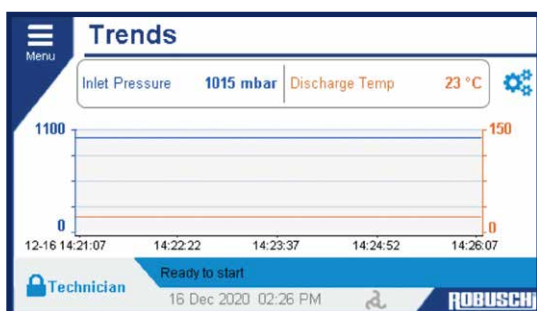 Trends
Menu
Inlet Pressure 1015 mbar Discharge Temp 23 °C
1100 150
0 0
12-16 14:21:07 14:22:22 14:23:37 14:24:52 14:26:07
Ready to start
Technician
16 Dec 2020 02:26 PM
ROBUSCHI